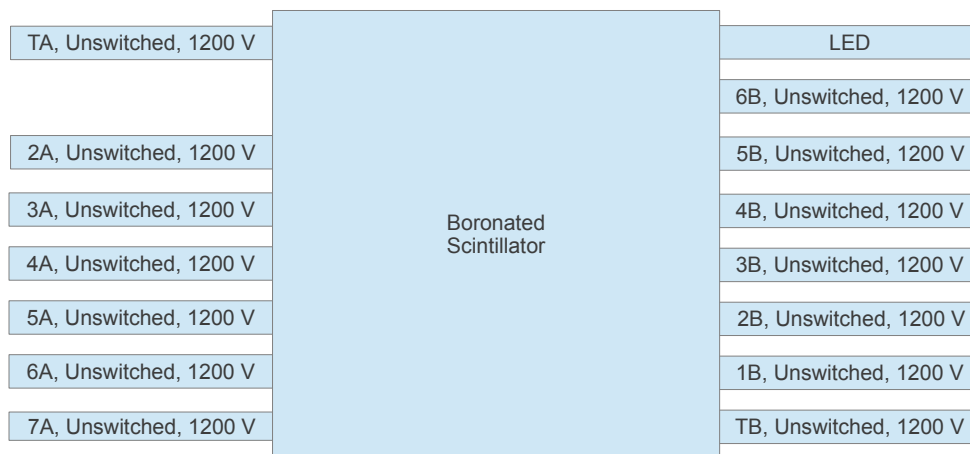 TA, Unswitched, 1200 V
LED
6B, Unswitched, 1200 V
2A, Unswitched, 1200 V
5B, Unswitched, 1200 V
3A, Unswitched, 1200 V
4B, Unswitched, 1200 V
Boronated
Scintillator
4A, Unswitched, 1200 V
3B, Unswitched, 1200 V
5A, Unswitched, 1200 V
2B, Unswitched, 1200 V
6A, Unswitched, 1200 V
1B, Unswitched, 1200 V
7A, Unswitched, 1200 V
TB, Unswitched, 1200 V